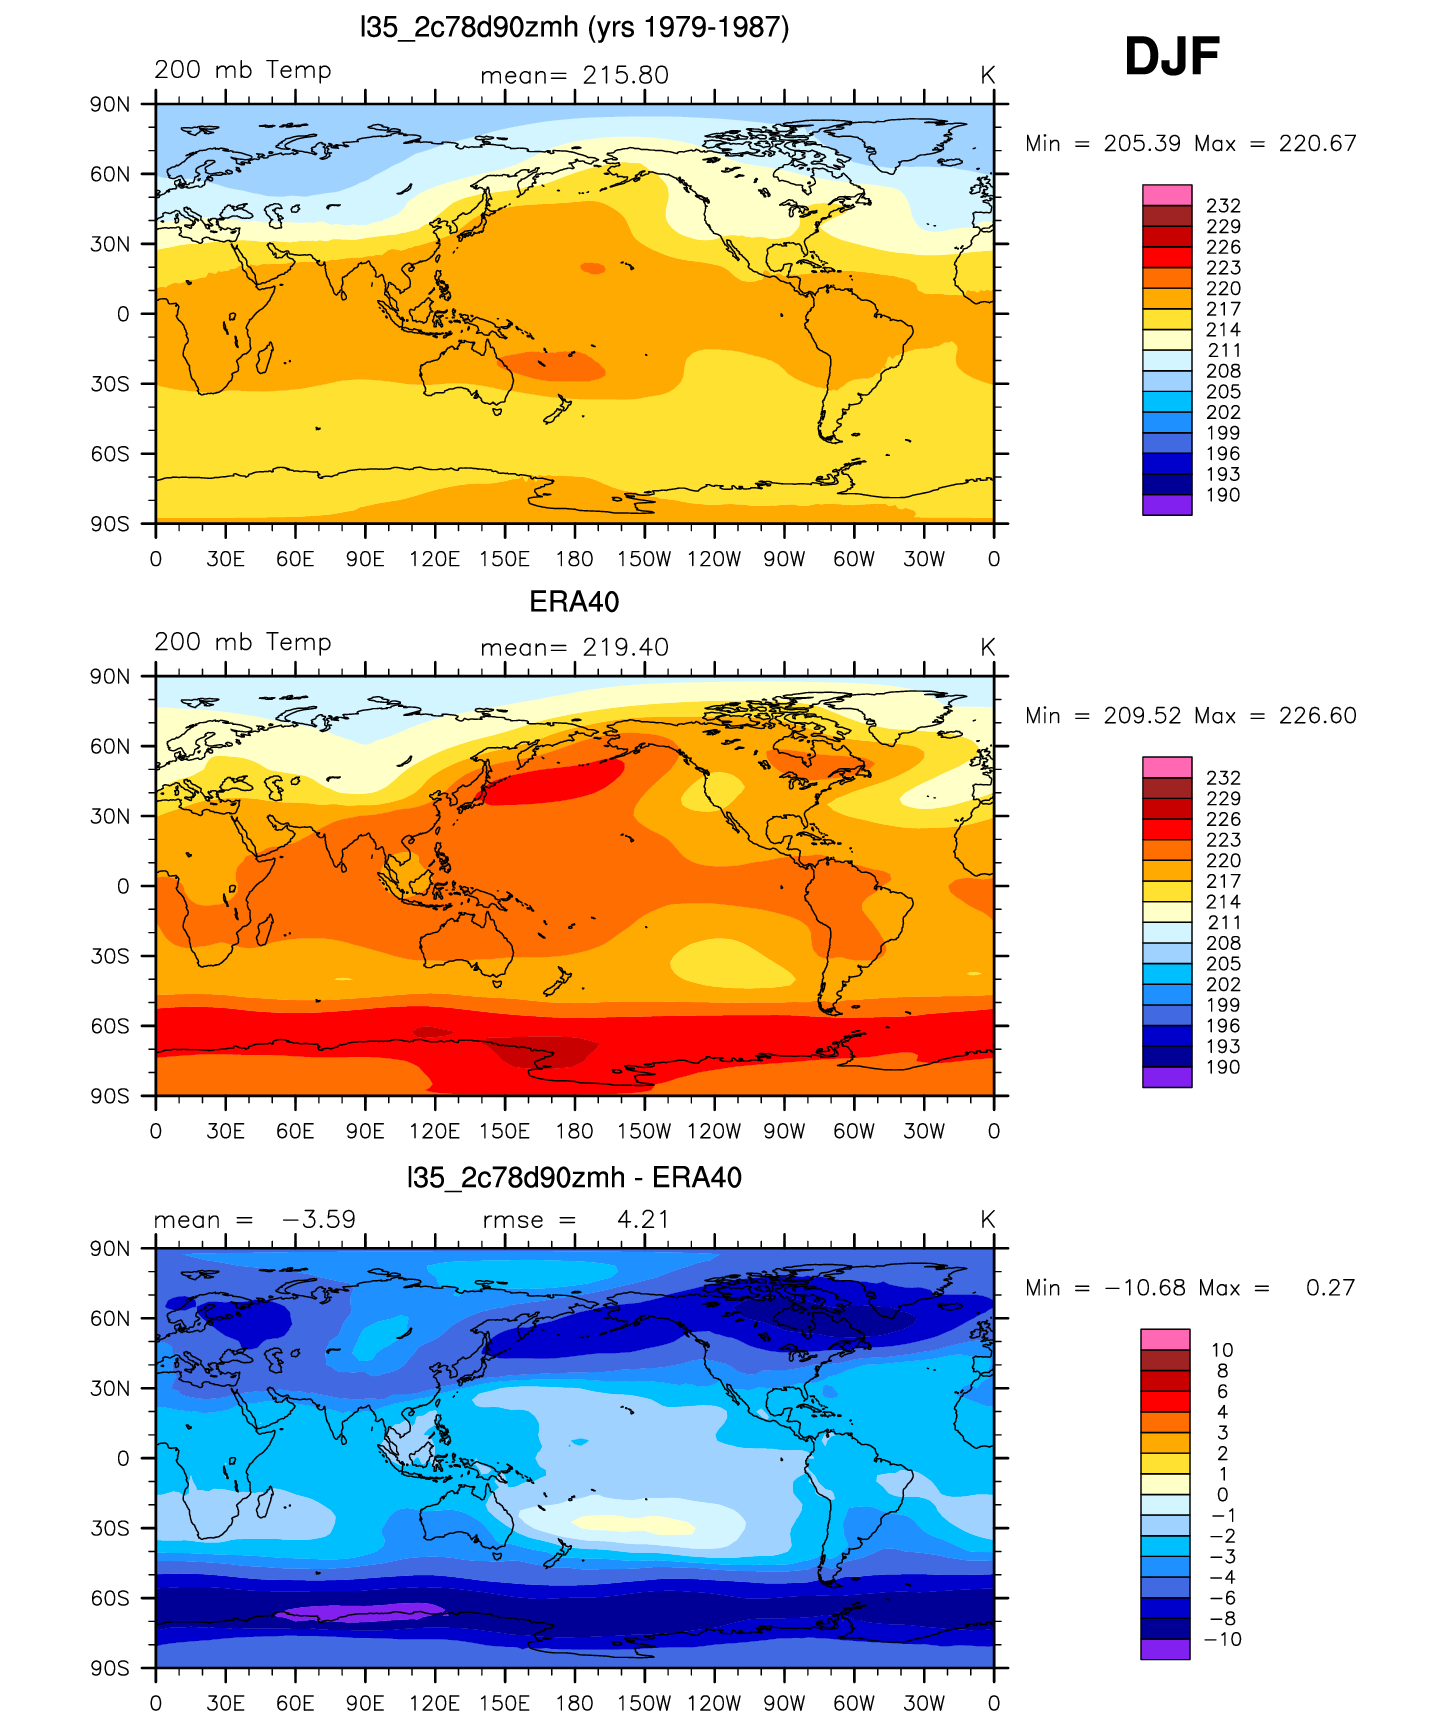 l35_2c78d90zmh (yrs 1979-1987)
DJF
200 mb Temp mean= 215.80 K
Min = 205.39 Max = 220.67
90N
60N
30N
0
30S
60S
90S
0 30E 60E 90E 120E 150E 180 150W 120W 90W 60W 30W 0
232
229
226
223
220
217
214
211
208
205
202
199
196
193
190
ERA40
200 mb Temp mean= 219.40 K
Min = 209.52 Max = 226.60
90N
60N
30N
0
30S
60S
90S
0 30E 60E 90E 120E 150E 180 150W 120W 90W 60W 30W 0
232
229
226
223
220
217
214
211
208
205
202
199
196
193
190
l35_2c78d90zmh - ERA40
mean = −3.59 rmse = 4.21 K
Min = −10.68 Max = 0.27
90N
60N
30N
0
30S
60S
90S
0 30E 60E 90E 120E 150E 180 150W 120W 90W 60W 30W 0
10
8
6
4
3
2
1
0
−1
−2
−3
−4
−6
−8
−10